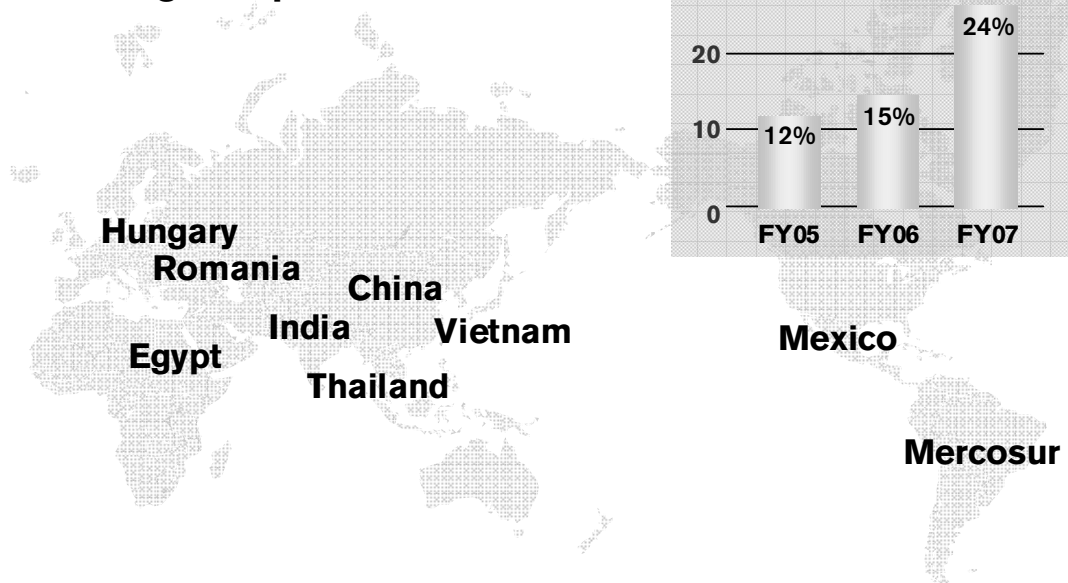 24%
20
15%
10
12%
0
FY05 FY06 FY07
Hungary
Romania
China
India
Vietnam
Mexico
Egypt
Thailand
Mercosur